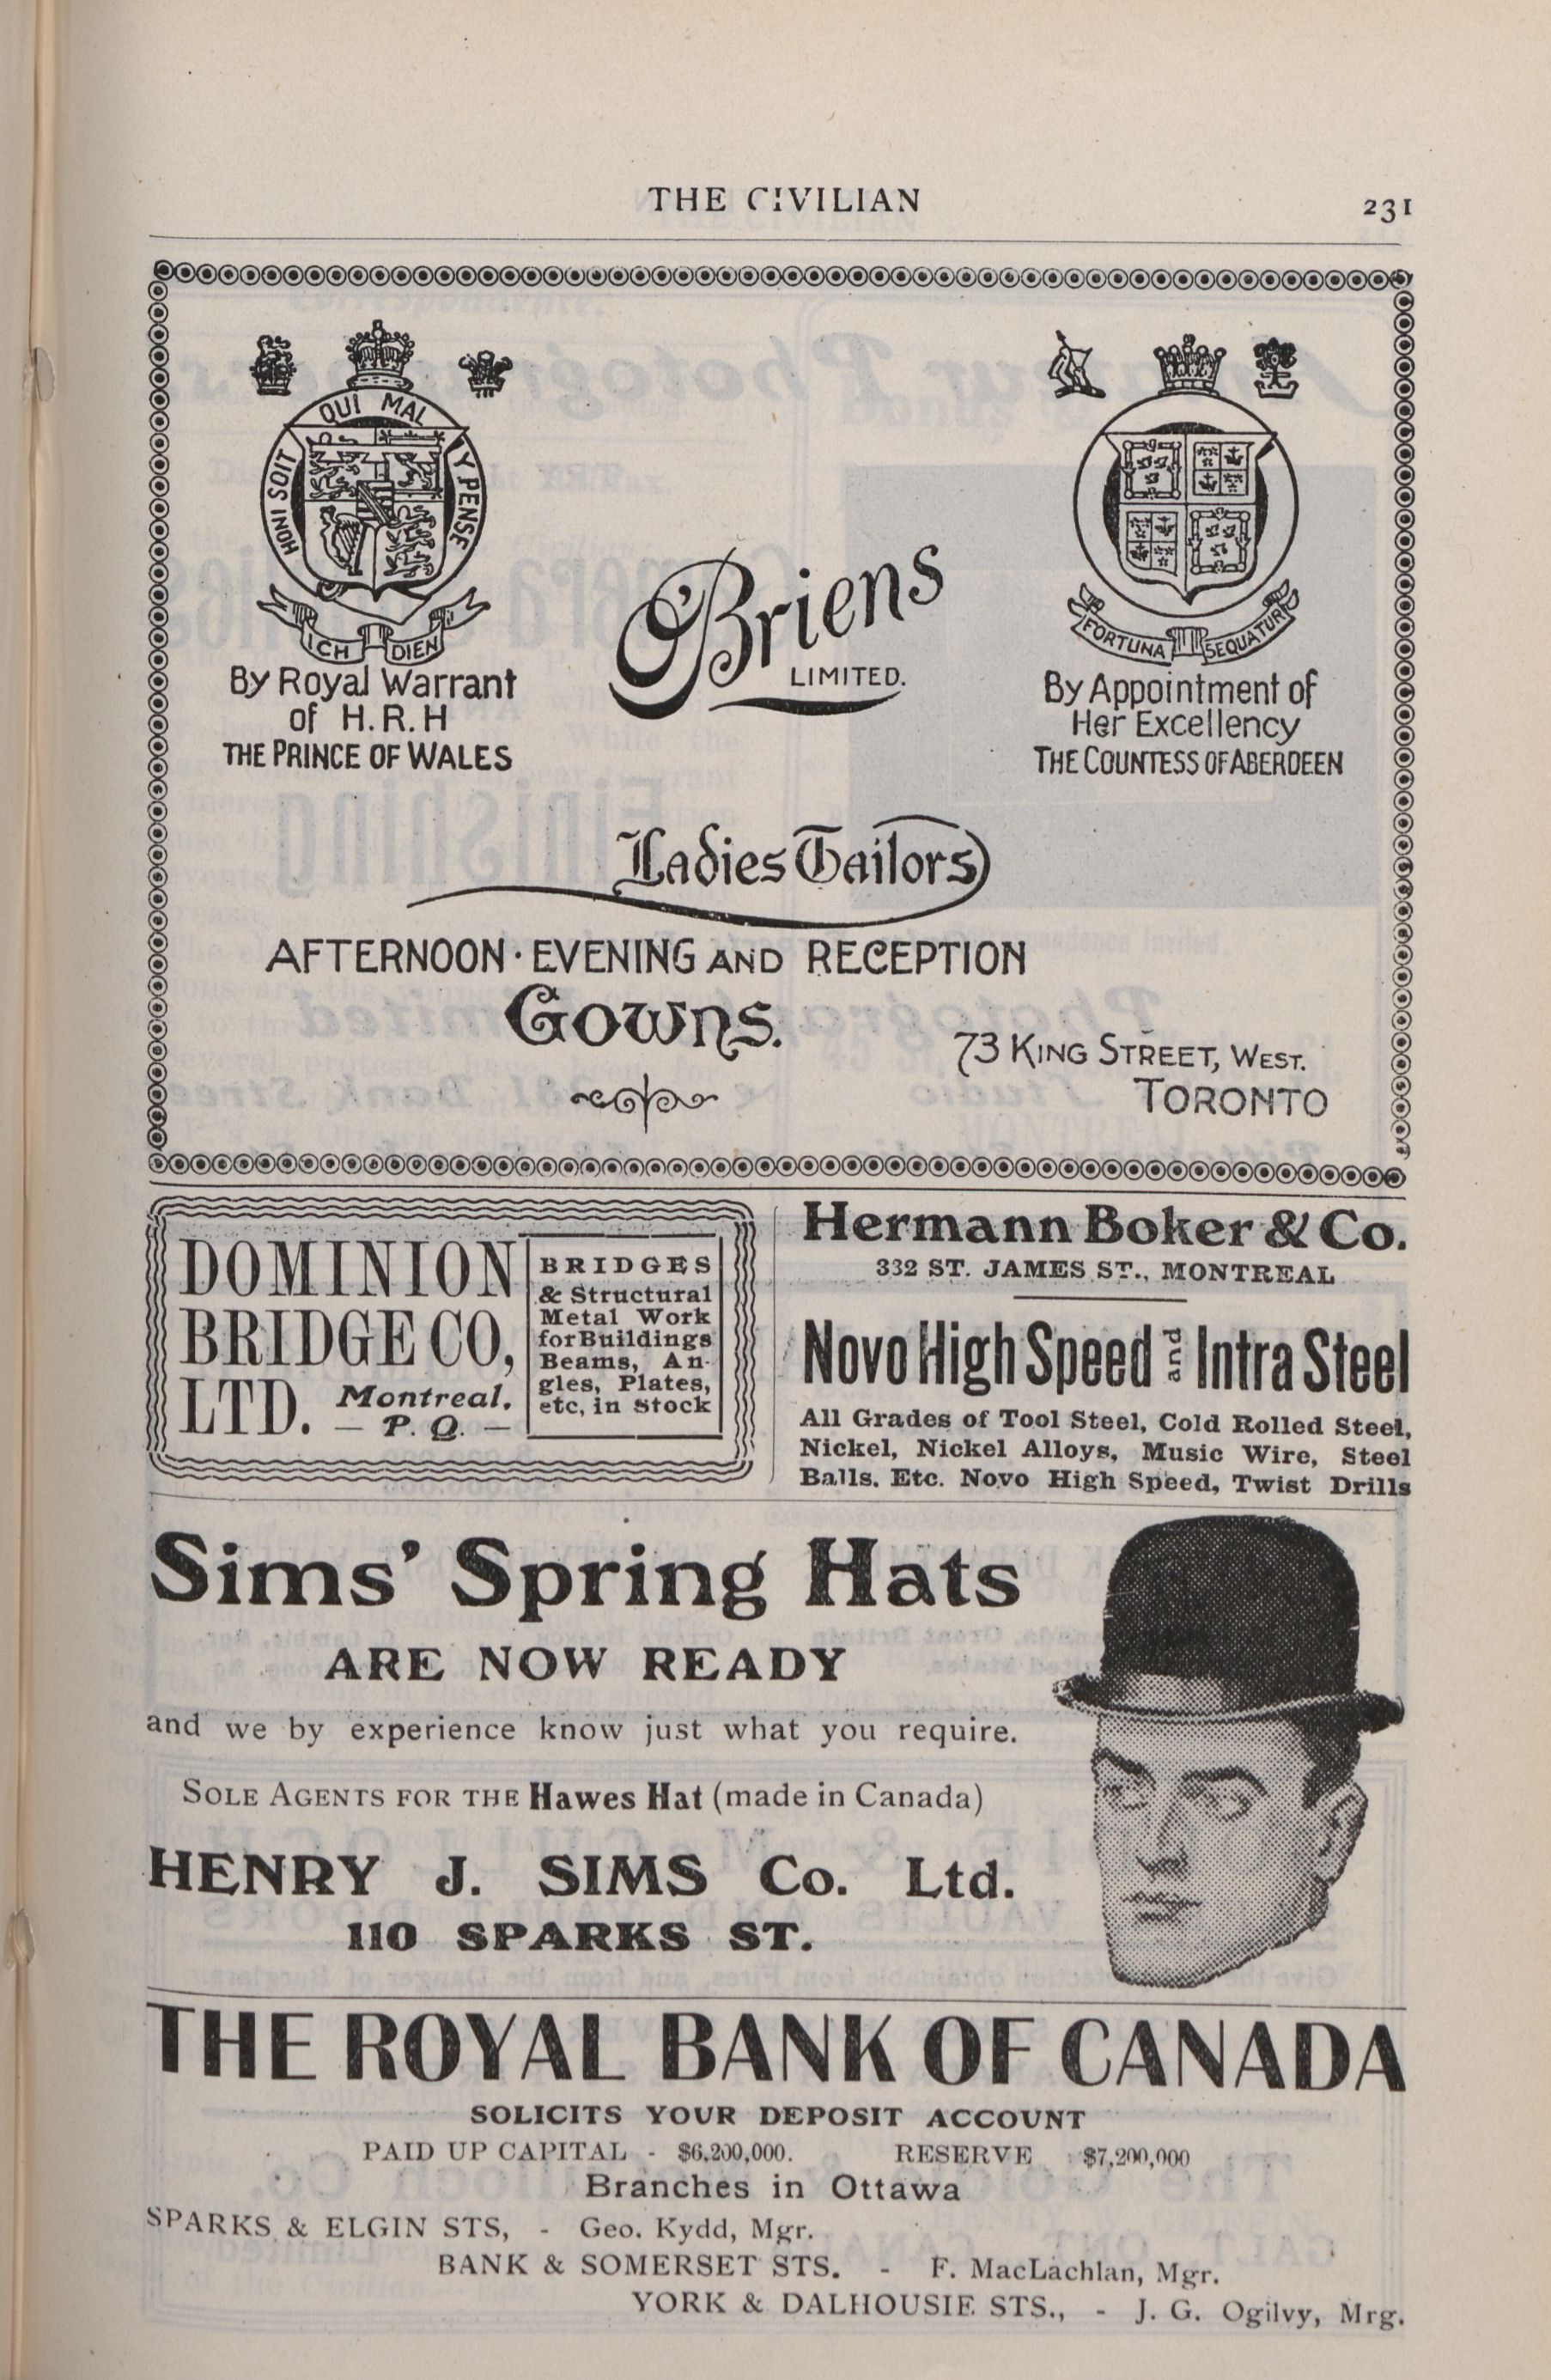 THE CIVILIAN
231
HONI SOIT QUI MAL Y PENSE
ICH DIEN
By Royal Warrant
of H.R.H
THE PRINCE OF WALES
O'Briens
LIMITED.
FORTUNA SEQUATUR
By Appointment of
Her Excellency
THE COUNTESS OF ABERDEEN
Ladies Tailors
AFTERNOON · EVENING AND RECEPTION
GOWNS.
73 KING STREET, WEST.
TORONTO
DOMINION
BRIDGE CO,
LTD. Montreal,
— P. Q. —
BRIDGES
& Structural
Metal Work
for Buildings
Beams, An-
gles, Plates,
etc, in Stock
Hermann Boker & Co.
332 ST. JAMES ST., MONTREAL
Novo High Speed and Intra Steel
All Grades of Tool Steel, Cold Rolled Steel,
Nickel, Nickel Alloys, Music Wire, Steel
Balls. Etc. Novo High Speed, Twist Drills
Sims' Spring Hats
ARE NOW READY
and we by experience know just what you require.
SOLE AGENTS FOR THE Hawes Hat (made in Canada)
HENRY J. SIMS Co. Ltd.
110 SPARKS ST.
THE ROYAL BANK OF CANADA
SOLICITS YOUR DEPOSIT ACCOUNT
PAID UP CAPITAL - $6,200,000. RESERVE $7,200,000
Branches in Ottawa
SPARKS & ELGIN STS, - Geo. Kydd, Mgr.
BANK & SOMERSET STS. - F. MacLachlan, Mgr.
YORK & DALHOUSIE STS., - J. G. Ogilvy, Mrg.